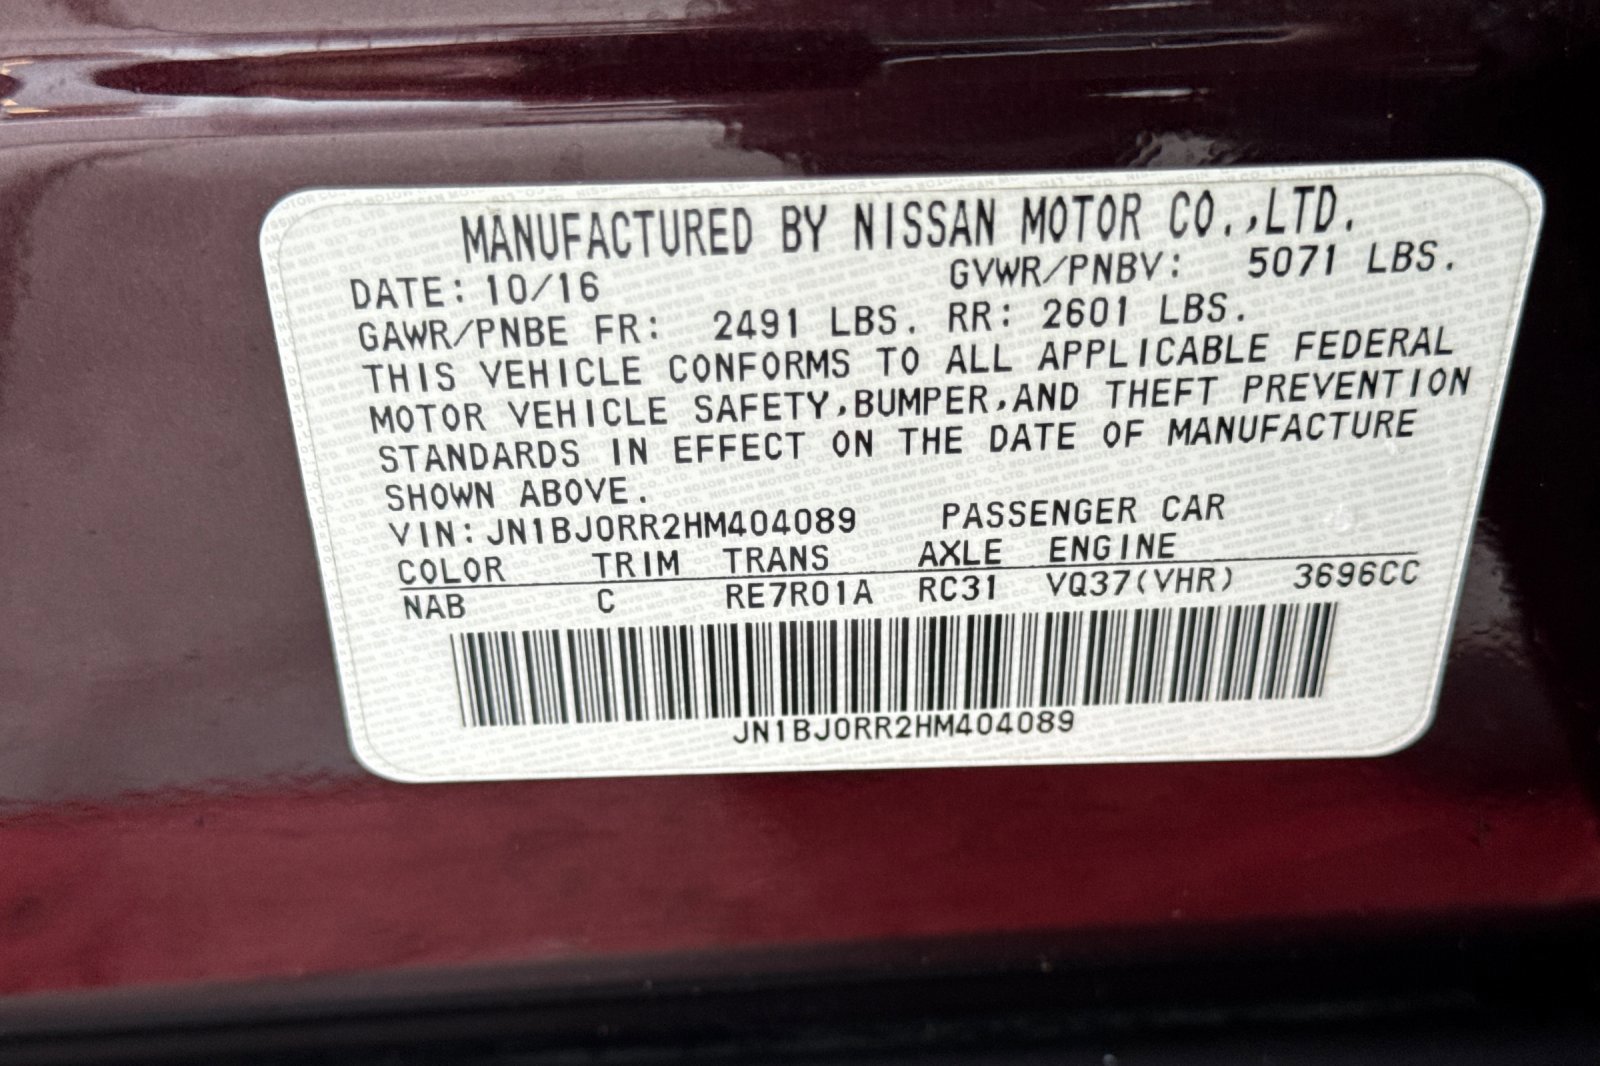 MANUFACTURED BY NISSAN MOTOR CO.,LTD.
DATE: 10/16 GVWR/PNBV: 5071 LBS.
GAWR/PNBE FR: 2491 LBS. RR: 2601 LBS.
THIS VEHICLE CONFORMS TO ALL APPLICABLE FEDERAL
MOTOR VEHICLE SAFETY,BUMPER,AND THEFT PREVENTION
STANDARDS IN EFFECT ON THE DATE OF MANUFACTURE
SHOWN ABOVE.
VIN:JN1BJ0RR2HM404089 PASSENGER CAR
COLOR TRIM TRANS AXLE ENGINE
NAB C RE7R01A RC31 VQ37(VHR) 3696CC
JN1BJ0RR2HM404089